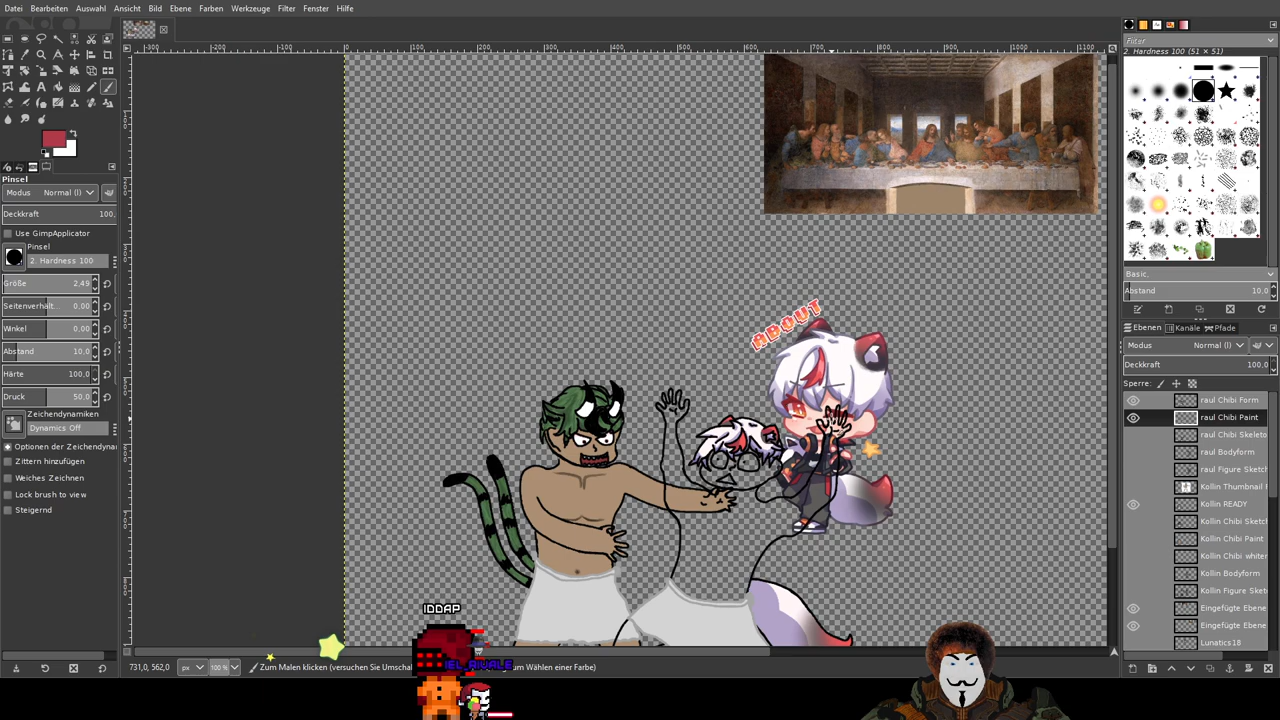 Datei Bearbeiten Auswahl Ansicht Bild Ebene Farben Werkzeuge Filter Fenster Hilfe
Filter
2. Hardness 100 (51 × 51)
Pinsel
Modus Normal (l)
Deckkraft 100,
Use GimpApplicator
Pinsel
2. Hardness 100
Größe 2,49
Seitenverhält... 0,00
Winkel 0,00
Abstand 10,0
Härte 100,0
Druck 50,0
Zeichendynamiken
Dynamics Off
Optionen der Zeichendynam
Zittern hinzufügen
Weiches Zeichnen
Lock brush to view
Steigernd
ABOUT
Basic,
Abstand 10,0
Ebenen Kanäle Pfade
Modus Normal (l)
Deckkraft 100,0
Sperre:
raul Chibi Form
raul Chibi Paint
raul Chibi Skeleto
raul Bodyform
raul Figure Sketch
Kollin Thumbnail
Kollin READY
Kollin Chibi Sketch
Kollin Chibi Paint
Kollin Chibi whiter
Kollin Bodyform
Kollin Figure Sket
Eingefügte Ebene
Eingefügte Ebene
Lunatics18
IDDAP
731,0, 562,0 px 100 % Zum Malen klicken (versuchen Sie Umscha um Wählen einer Farbe)